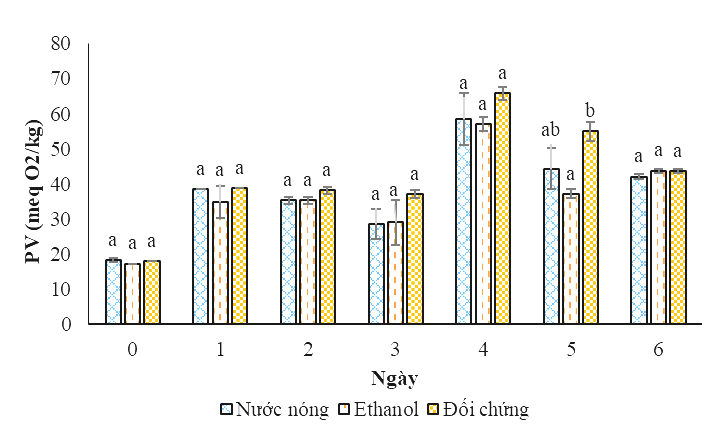 PV (meq O2/kg)
80
70
60
50
40
30
20
10
0
a a a
a a a
a a a
a a a
a a a
ab a b
a a a
0 1 2 3 4 5 6
Ngày
Nước nóng Ethanol Đối chứng